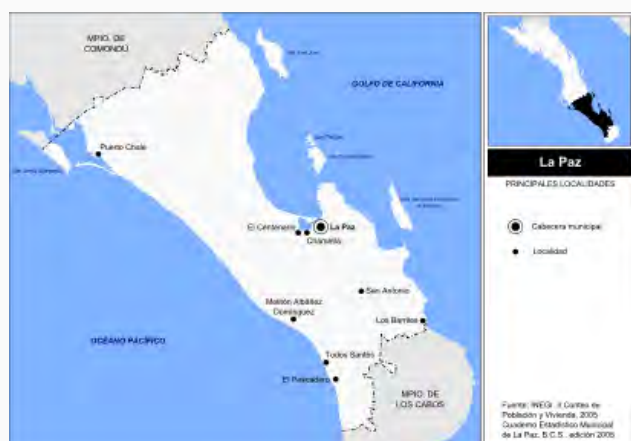 MPIO. DE
COMONDÚ
GOLFO DE CALIFORNIA
Puerto Chale
El Centenario
La Paz
Chametla
San Antonio
Melitón Albáñez
Domínguez
Los Barriles
OCÉANO PACÍFICO
Todos Santos
El Pescadero
MPIO. DE
LOS CABOS
La Paz
PRINCIPALES LOCALIDADES
Cabecera municipal
Localidad
Fuente: INEGI. II Conteo de
Población y Vivienda, 2005
Cuaderno Estadístico Municipal
de La Paz, B.C.S. edición 2005